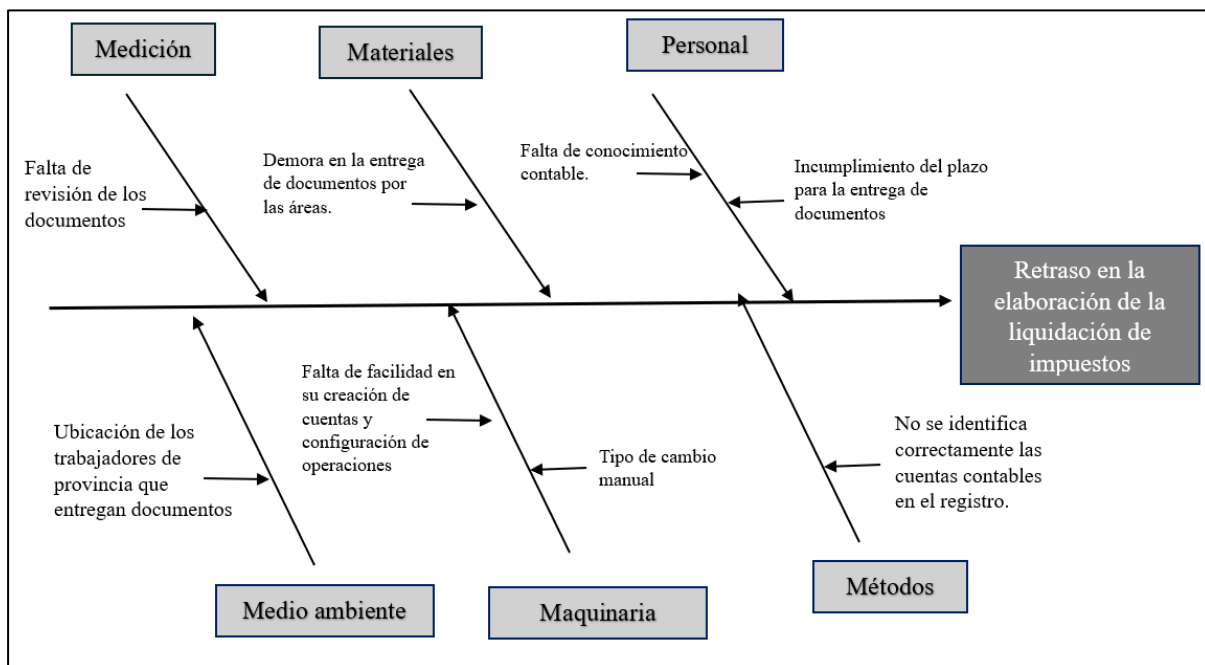 Medición
Materiales
Personal
Falta de
revisión de los
documentos
Demora en la entrega
de documentos por
las áreas.
Falta de conocimiento
contable.
Incumplimiento del plazo
para la entrega de
documentos
Retraso en la
elaboración de la
liquidación de
impuestos
Ubicación de los
trabajadores de
provincia que
entregan documentos
Falta de facilidad en
su creación de
cuentas y
configuración de
operaciones
Tipo de cambio
manual
No se identifica
correctamente las
cuentas contables
en el registro.
Medio ambiente
Maquinaria
Métodos